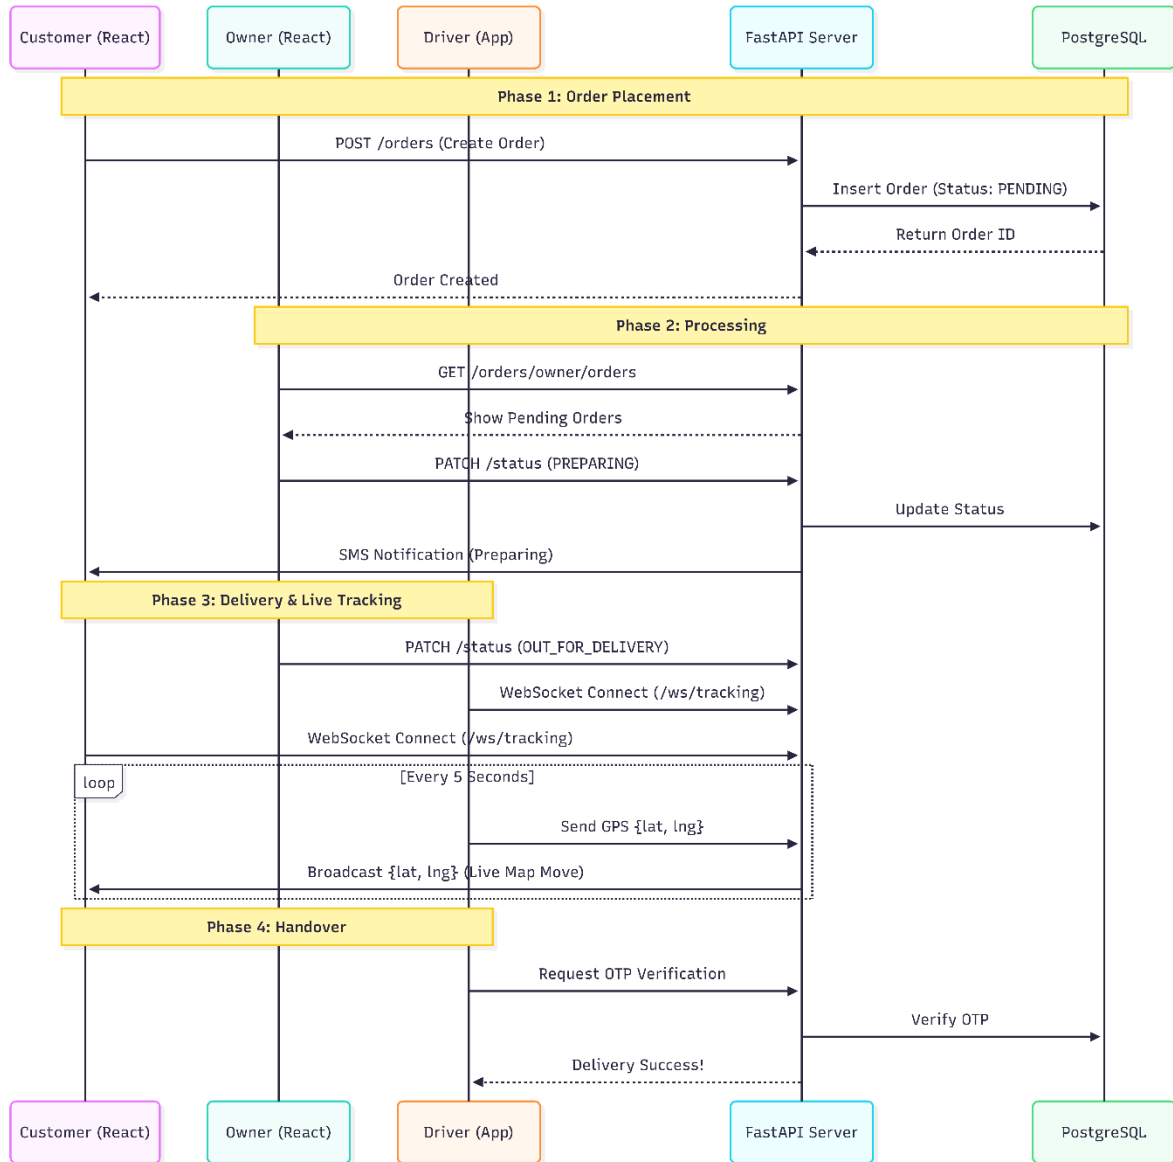 Customer (React)
Owner (React)
Driver (App)
FastAPI Server
PostgreSQL
Phase 1: Order Placement
POST /orders (Create Order)
Insert Order (Status: PENDING)
Return Order ID
Order Created
Phase 2: Processing
GET /orders/owner/orders
Show Pending Orders
PATCH /status (PREPARING)
Update Status
SMS Notification (Preparing)
Phase 3: Delivery & Live Tracking
PATCH /status (OUT_FOR_DELIVERY)
WebSocket Connect (/ws/tracking)
WebSocket Connect (/ws/tracking)
loop
[Every 5 Seconds]
Send GPS {lat, lng}
Broadcast {lat, lng} (Live Map Move)
Phase 4: Handover
Request OTP Verification
Verify OTP
Delivery Success!
Customer (React)
Owner (React)
Driver (App)
FastAPI Server
PostgreSQL